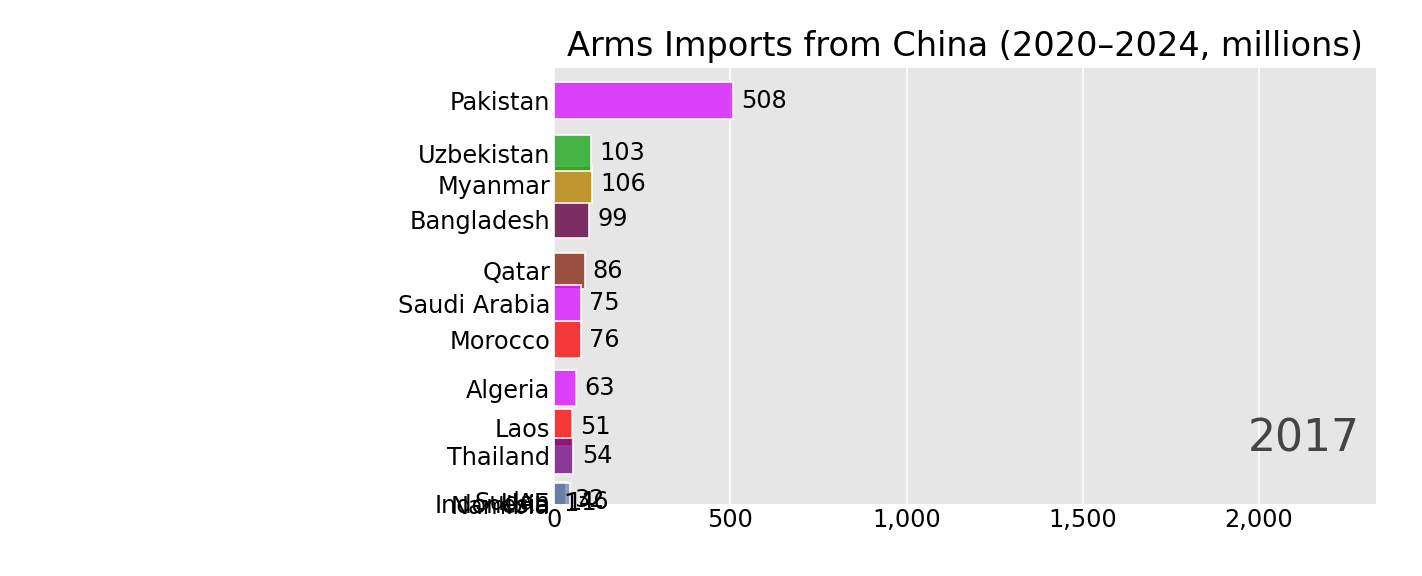 Arms Imports from China (2020–2024, millions)
Pakistan 508
Uzbekistan 103
Myanmar 106
Bangladesh 99
Qatar 86
Saudi Arabia 75
Morocco 76
Algeria 63
Laos 51
2017
Thailand 54
0 500 1,000 1,500 2,000